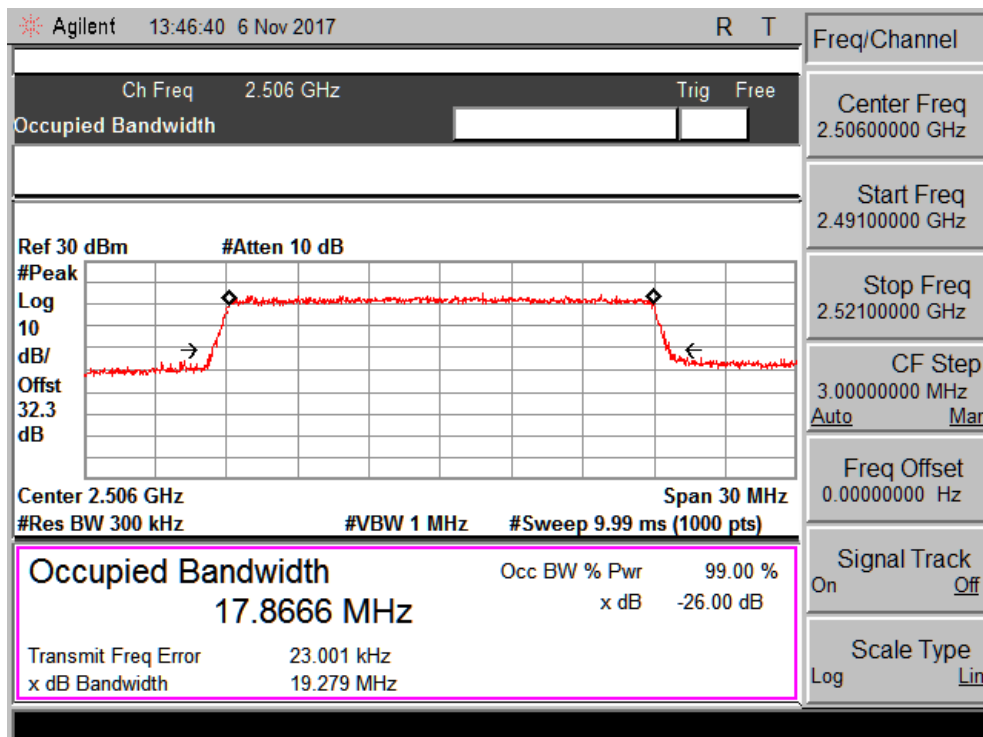 Agilent 13:46:40 6 Nov 2017 R T
Ch Freq 2.506 GHz Trig Free
Occupied Bandwidth
Ref 30 dBm #Atten 10 dB
#Peak
Log
10
dB/
Offst
32.3
dB
Center 2.506 GHz Span 30 MHz
#Res BW 300 kHz #VBW 1 MHz #Sweep 9.99 ms (1000 pts)
Occupied Bandwidth Occ BW % Pwr 99.00 %
17.8666 MHz x dB -26.00 dB
Transmit Freq Error 23.001 kHz
x dB Bandwidth 19.279 MHz
Freq/Channel
Center Freq
2.50600000 GHz
Start Freq
2.49100000 GHz
Stop Freq
2.52100000 GHz
CF Step
3.00000000 MHz
Auto Mar
Freq Offset
0.00000000 Hz
Signal Track
On Off
Scale Type
Log Lin